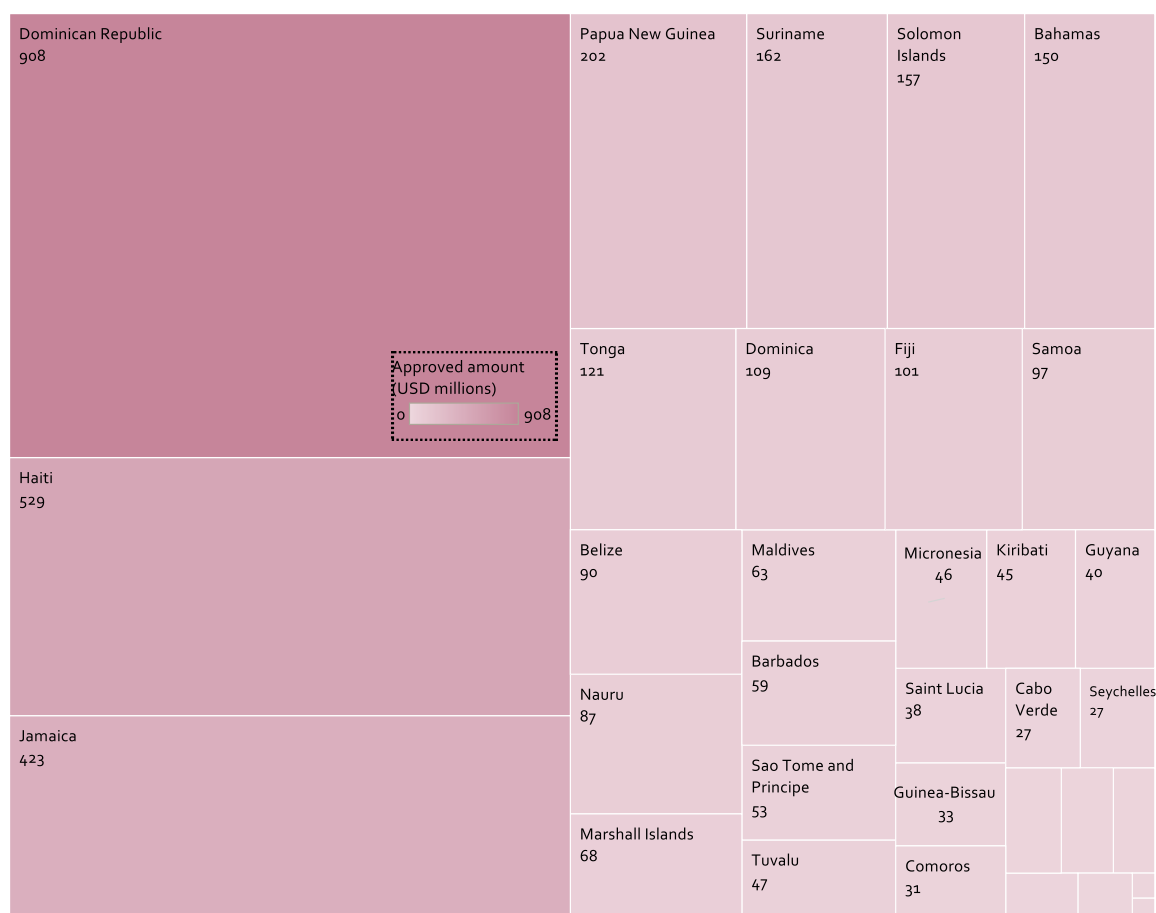 Dominican Republic
908
Approved amount
(USD millions)
0 908
Haiti
529
Jamaica
423
Papua New Guinea
202
Suriname
162
Solomon
Islands
157
Bahamas
150
Tonga
121
Dominica
109
Fiji
101
Samoa
97
Belize
90
Nauru
87
Marshall Islands
68
Maldives
63
Barbados
59
Sao Tome and
Principe
53
Tuvalu
47
Micronesia
46
Kiribati
45
Guyana
40
Saint Lucia
38
Guinea-Bissau
33
Comoros
31
Cabo
Verde
27
Seychelles
27